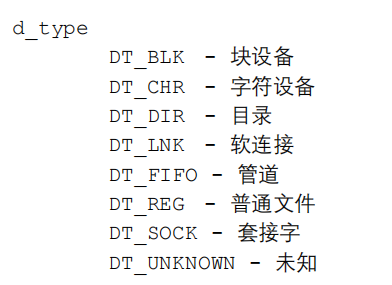 d_type
DT_BLK - 块设备
DT_CHR - 字符设备
DT_DIR - 目录
DT_LNK - 软连接
DT_FIFO - 管道
DT_REG - 普通文件
DT_SOCK - 套接字
DT_UNKNOWN - 未知